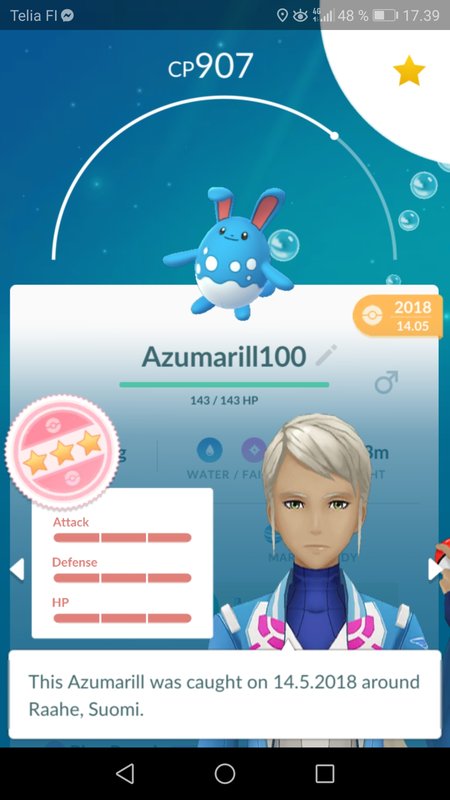 Telia FI 4G 48 % 17.39
CP907
2018
14.05
Azumarill100
143 / 143 HP
WATER / FAI
Attack
Defense
HP
This Azumarill was caught on 14.5.2018 around
Raahe, Suomi.